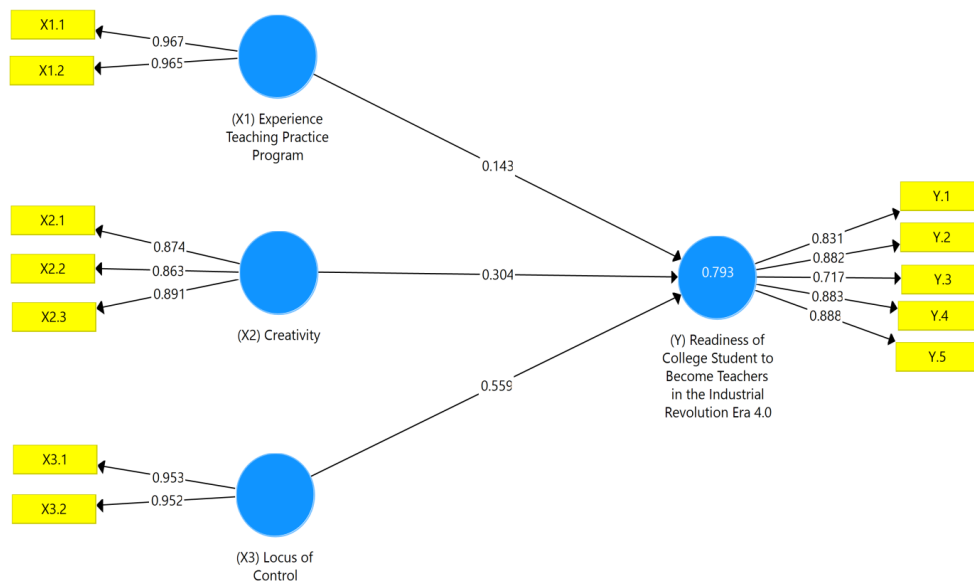 X1.1
0.967
X1.2
0.965
(X1) Experience
Teaching Practice
Program
0.143
X2.1
0.874
X2.2
0.863
X2.3
0.891
(X2) Creativity
0.304
X3.1
0.953
X3.2
0.952
(X3) Locus of
Control
0.559
0.793
(Y) Readiness of
College Student to
Become Teachers
in the Industrial
Revolution Era 4.0
0.831
Y.1
0.882
Y.2
0.717
Y.3
0.883
Y.4
0.888
Y.5